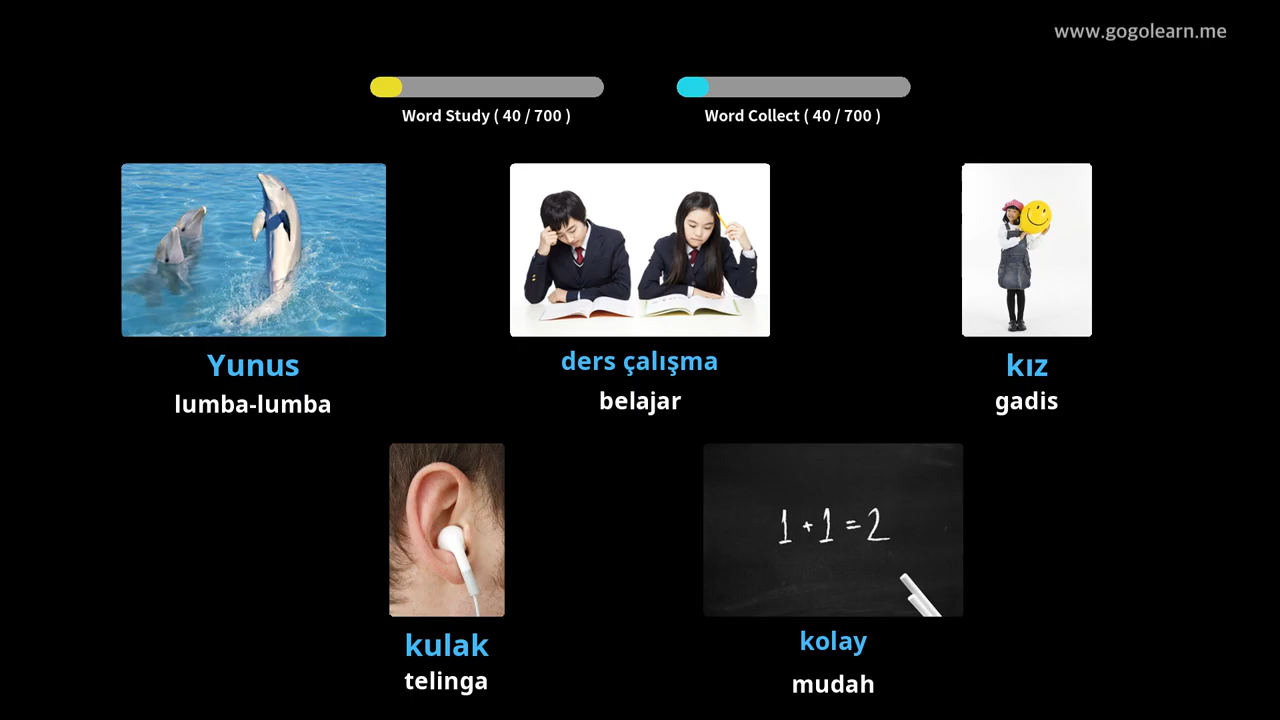 www.gogolearn.me
Word Study ( 40 / 700 )
Word Collect ( 40 / 700 )
Yunus
lumba-lumba
ders çalışma
belajar
kız
gadis
1 + 1 = 2
kulak
telinga
kolay
mudah